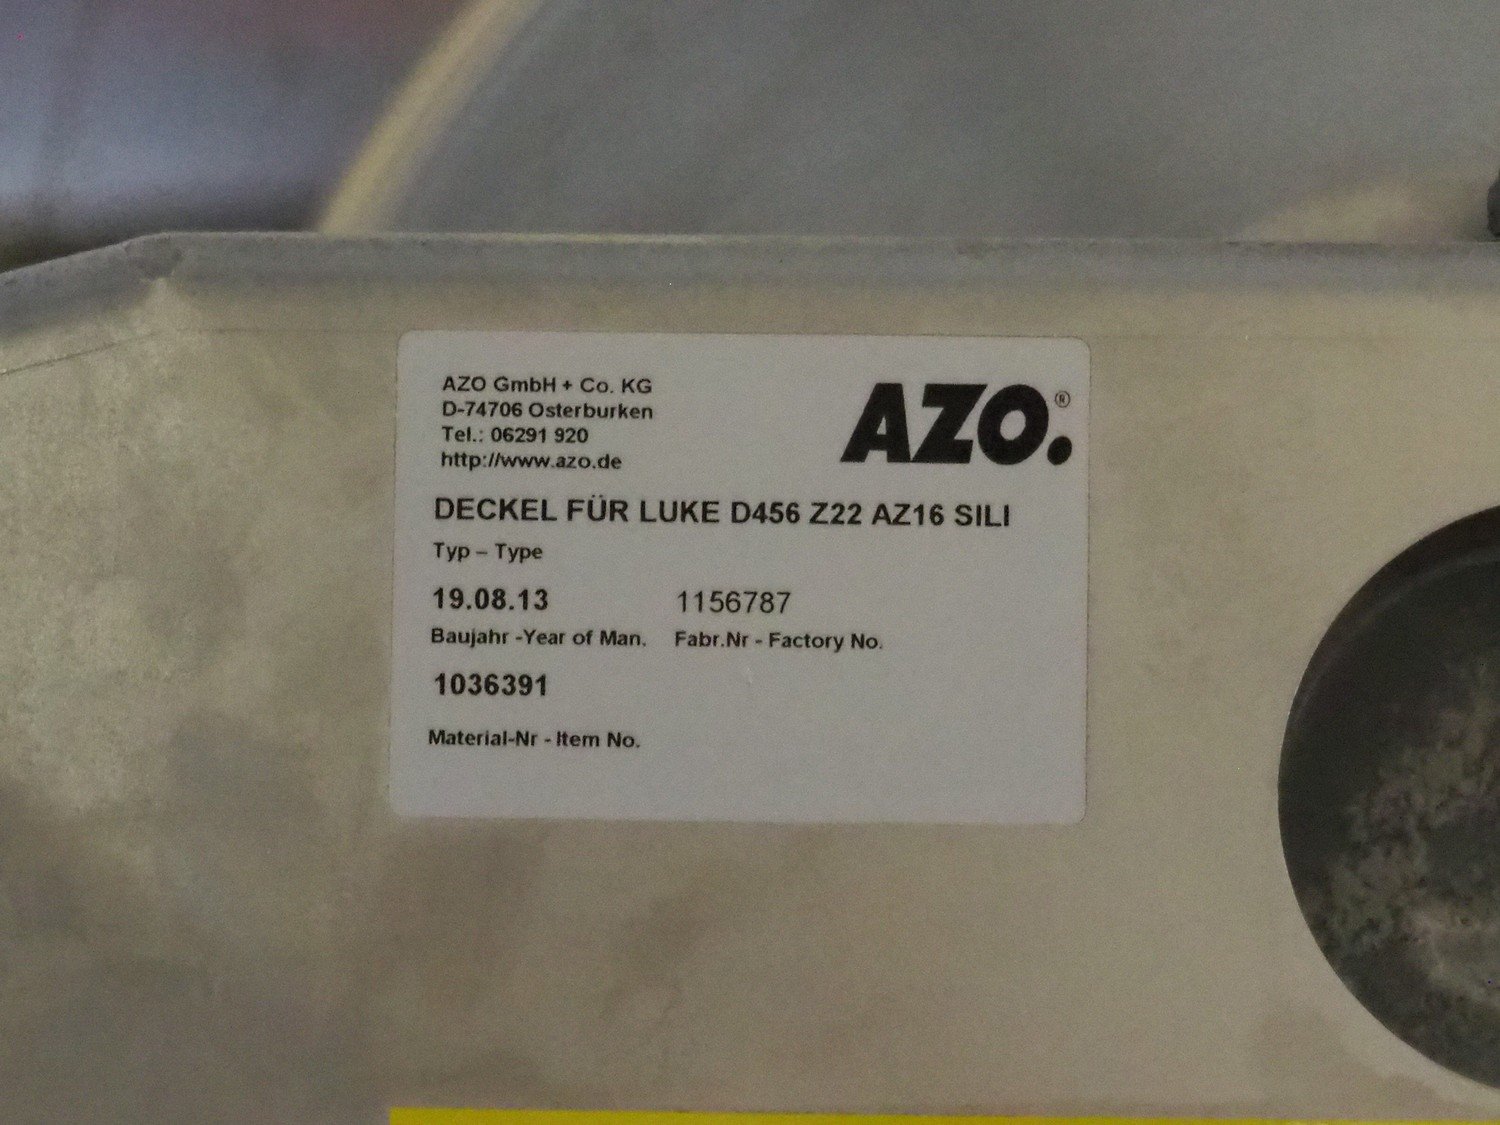 AZO GmbH + Co. KG
D-74706 Osterburken
Tel.: 06291 920
http://www.azo.de
AZO.®
DECKEL FÜR LUKE D456 Z22 AZ16 SILI
Typ – Type
19.08.13 1156787
Baujahr -Year of Man. Fabr.Nr - Factory No.
1036391
Material-Nr - Item No.